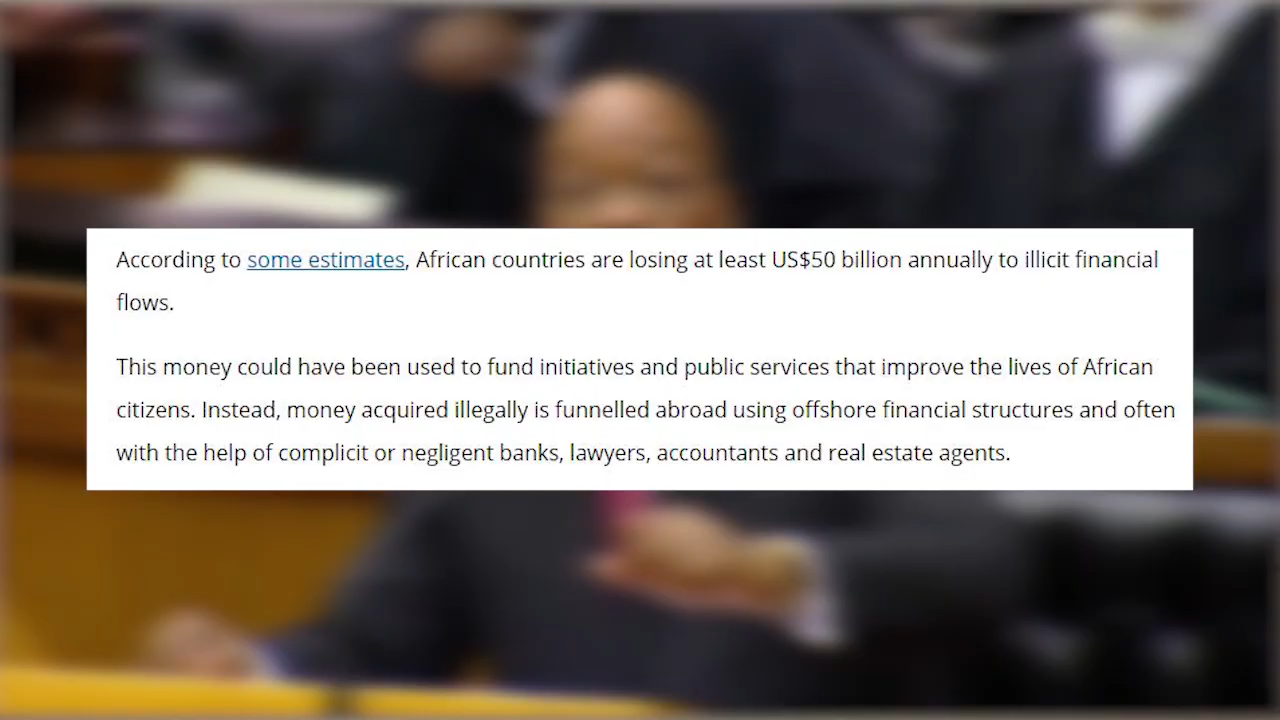 According to some estimates, African countries are losing at least US$50 billion annually to illicit financial
flows.
This money could have been used to fund initiatives and public services that improve the lives of African
citizens. Instead, money acquired illegally is funnelled abroad using offshore financial structures and often
with the help of complicit or negligent banks, lawyers, accountants and real estate agents.